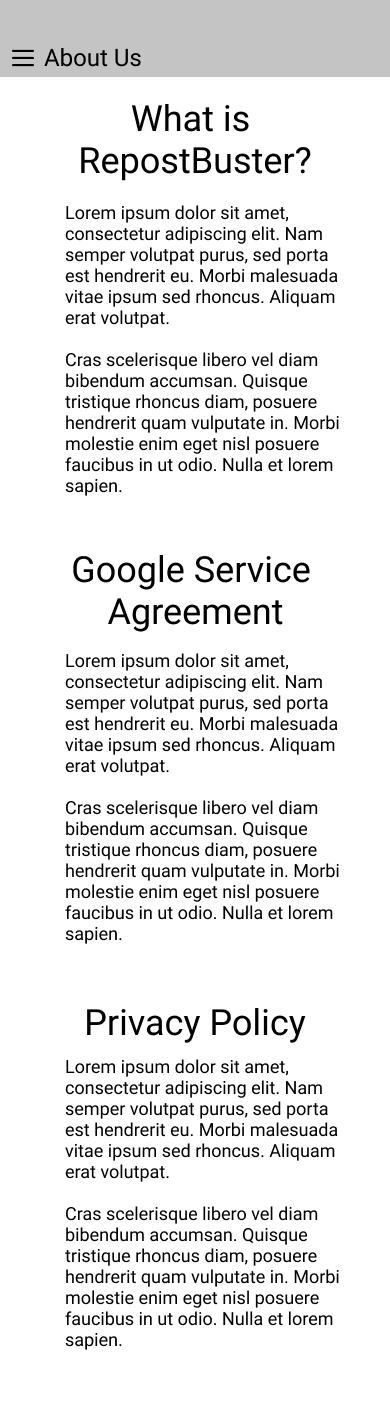 About Us
What is
RepostBuster?
Lorem ipsum dolor sit amet,
consectetur adipiscing elit. Nam
semper volutpat purus, sed porta
est hendrerit eu. Morbi malesuada
vitae ipsum sed rhoncus. Aliquam
erat volutpat.
Cras scelerisque libero vel diam
bibendum accumsan. Quisque
tristique rhoncus diam, posuere
hendrerit quam vulputate in. Morbi
molestie enim eget nisl posuere
faucibus in ut odio. Nulla et lorem
sapien.
Google Service
Agreement
Lorem ipsum dolor sit amet,
consectetur adipiscing elit. Nam
semper volutpat purus, sed porta
est hendrerit eu. Morbi malesuada
vitae ipsum sed rhoncus. Aliquam
erat volutpat.
Cras scelerisque libero vel diam
bibendum accumsan. Quisque
tristique rhoncus diam, posuere
hendrerit quam vulputate in. Morbi
molestie enim eget nisl posuere
faucibus in ut odio. Nulla et lorem
sapien.
Privacy Policy
Lorem ipsum dolor sit amet,
consectetur adipiscing elit. Nam
semper volutpat purus, sed porta
est hendrerit eu. Morbi malesuada
vitae ipsum sed rhoncus. Aliquam
erat volutpat.
Cras scelerisque libero vel diam
bibendum accumsan. Quisque
tristique rhoncus diam, posuere
hendrerit quam vulputate in. Morbi
molestie enim eget nisl posuere
faucibus in ut odio. Nulla et lorem
sapien.